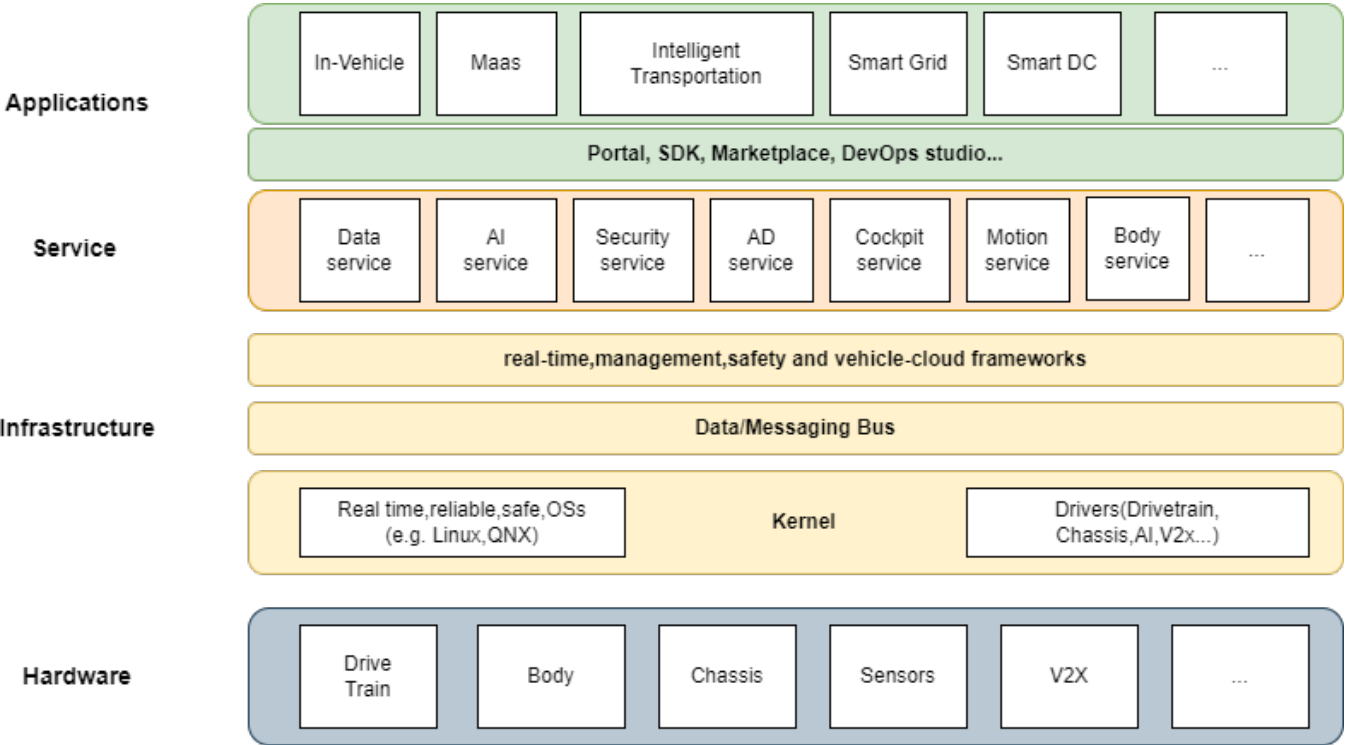 Applications
In-Vehicle
Maas
Intelligent
Transportation
Smart Grid
Smart DC
...
Portal, SDK, Marketplace, DevOps studio...
Service
Data
service
AI
service
Security
service
AD
service
Cockpit
service
Motion
service
Body
service
...
real-time,management,safety and vehicle-cloud frameworks
Infrastructure
Data/Messaging Bus
Real time,reliable,safe,OSs
(e.g. Linux,QNX)
Kernel
Drivers(Drivetrain,
Chassis,AI,V2x...)
Hardware
Drive
Train
Body
Chassis
Sensors
V2X
...